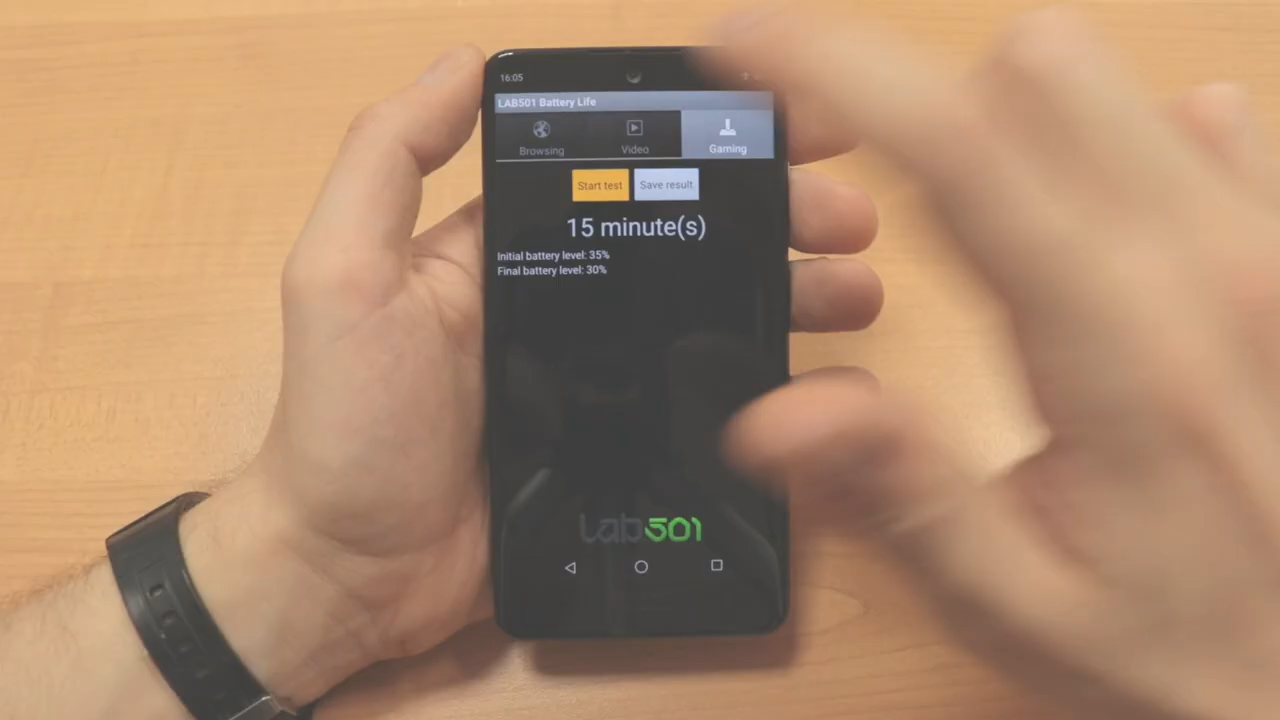 16:05
LAB501 Battery Life
Browsing
Video
Gaming
Start test
Save result
15 minute(s)
Initial battery level: 35%
Final battery level: 30%
Lab501